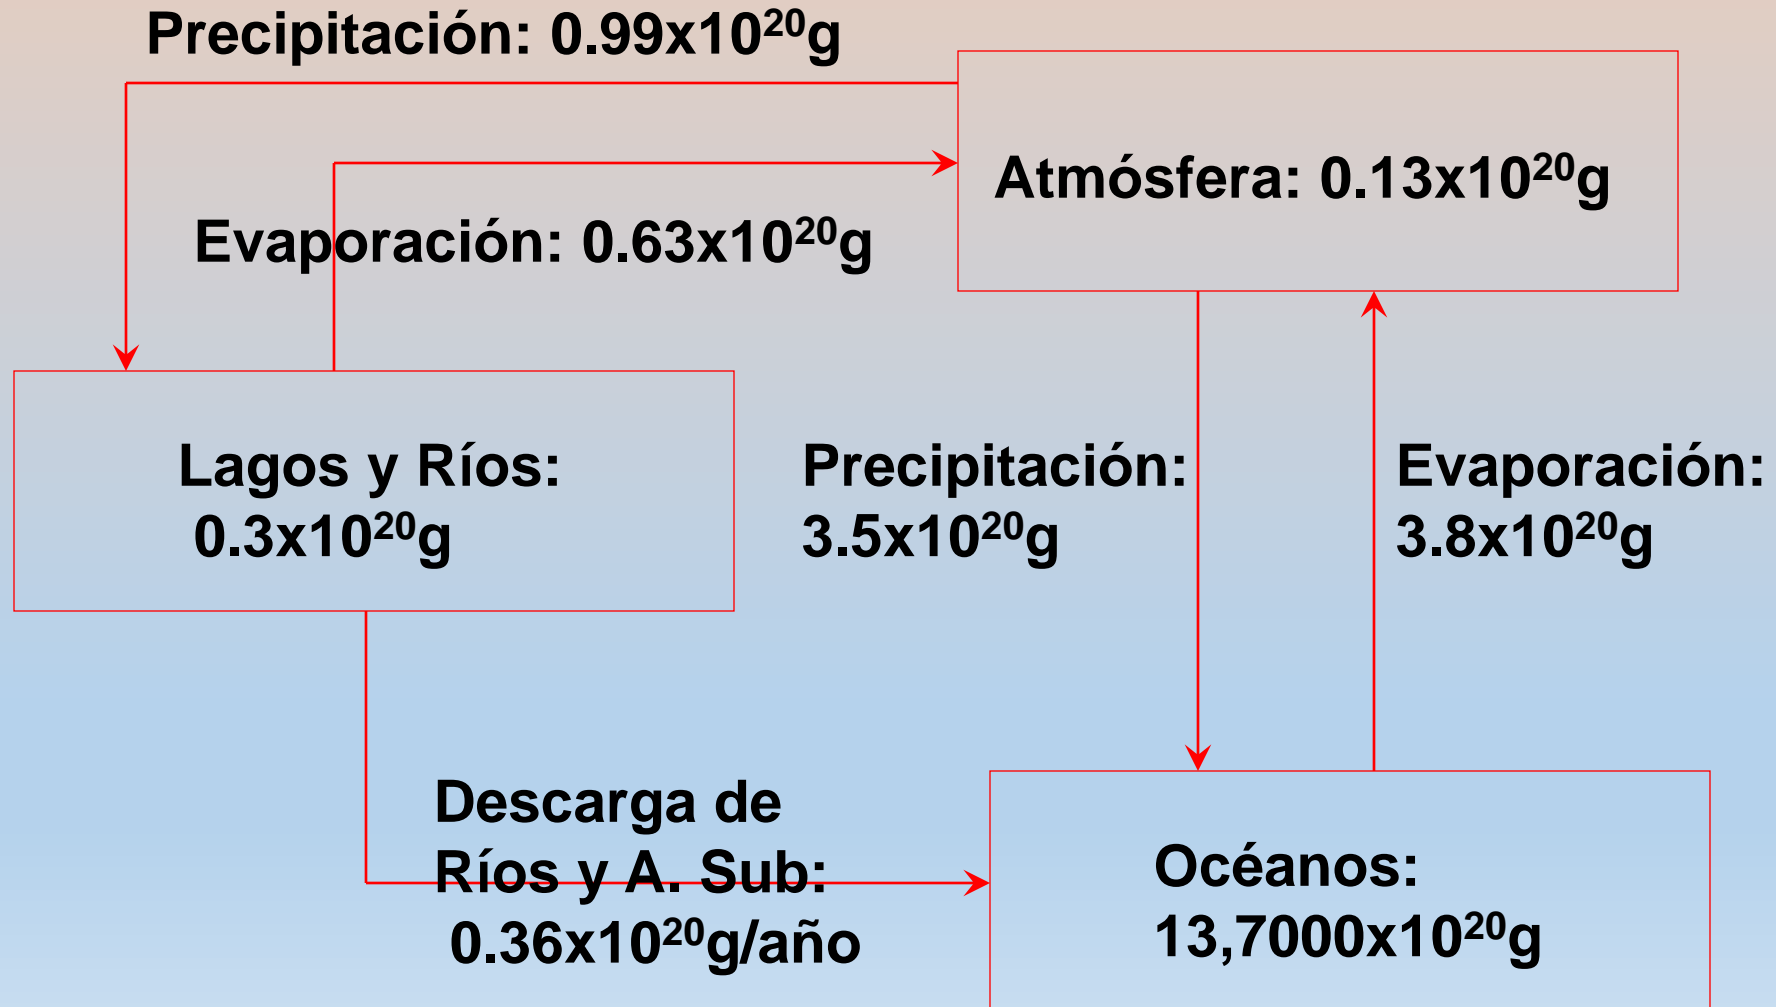 Precipitación: 0.99x10²⁰g
Atmósfera: 0.13x10²⁰g
Evaporación: 0.63x10²⁰g
Lagos y Ríos:
0.3x10²⁰g
Precipitación:
3.5x10²⁰g
Evaporación:
3.8x10²⁰g
Descarga de
Ríos y A. Sub:
0.36x10²⁰g/año
Océanos:
13,7000x10²⁰g